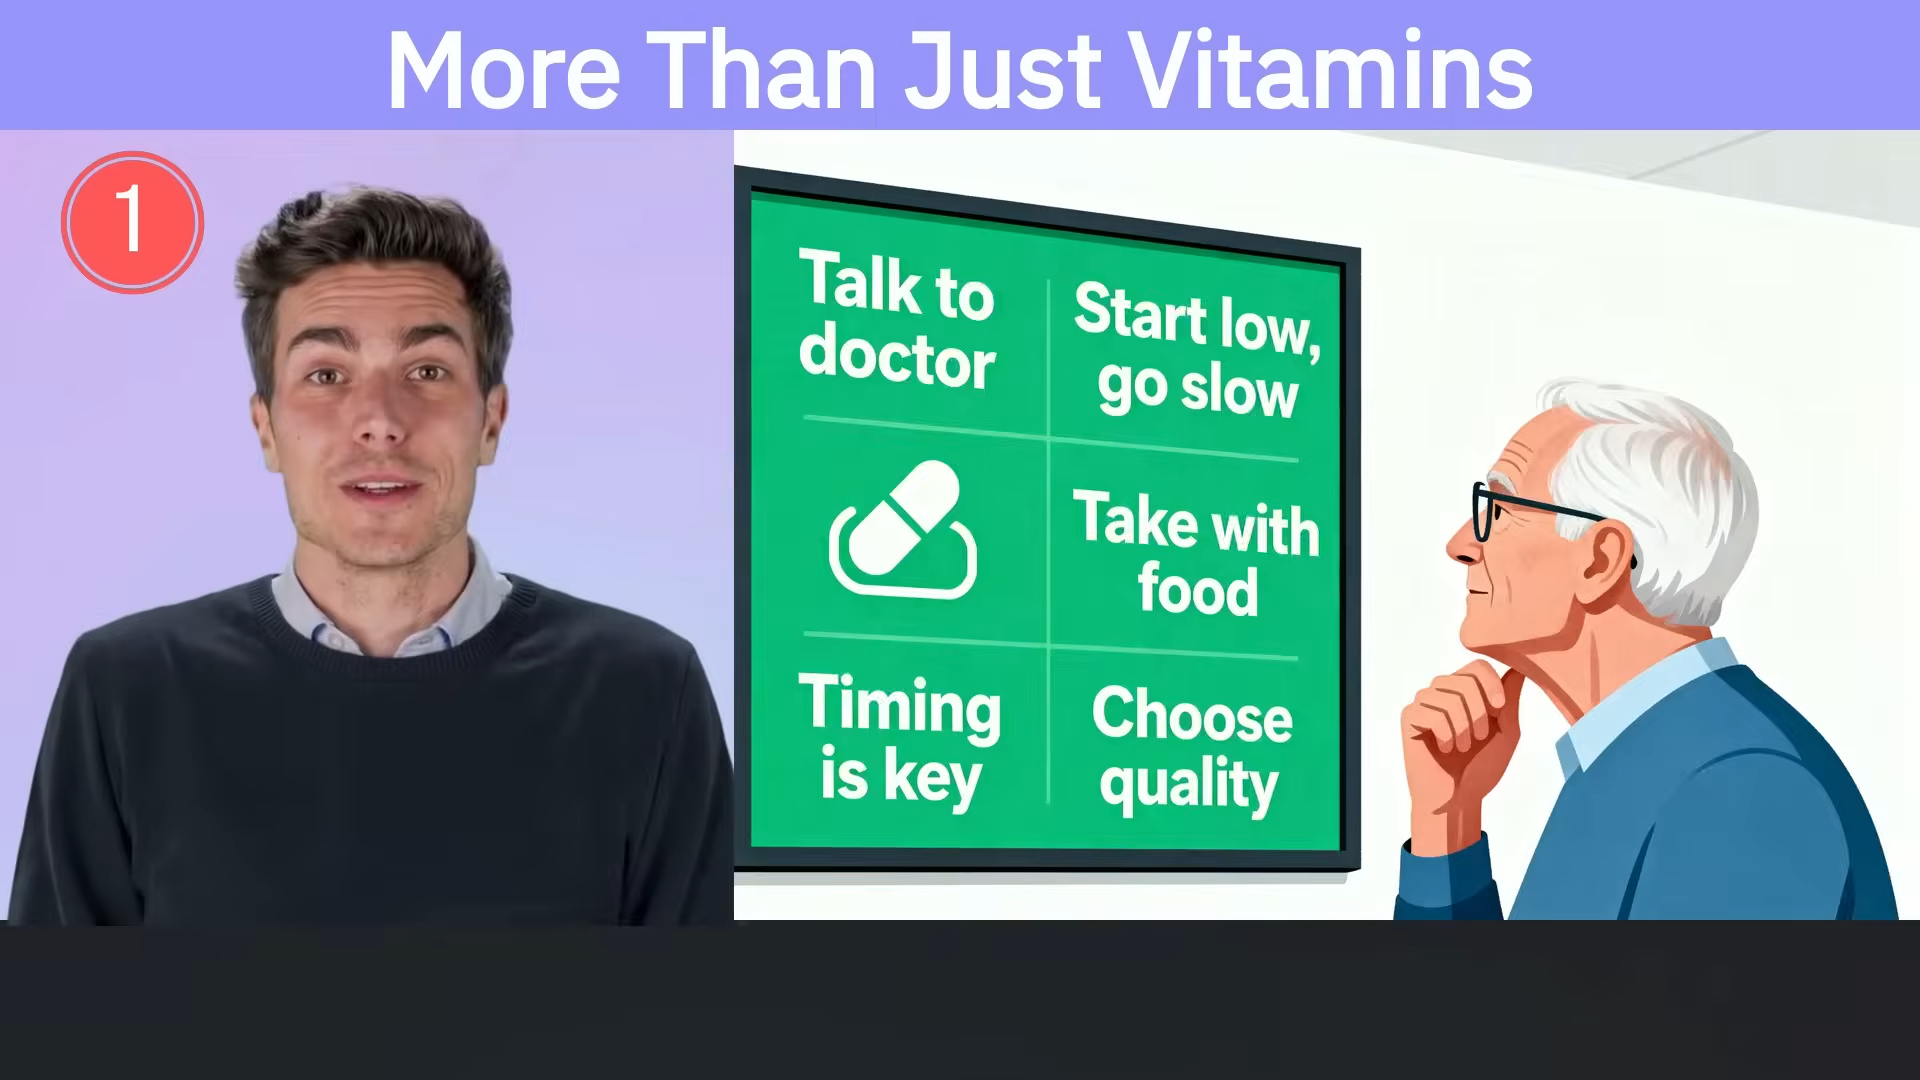 More Than Just Vitamins
1
Talk to
doctor
Start low,
go slow
Take with
food
Timing
is key
Choose
quality